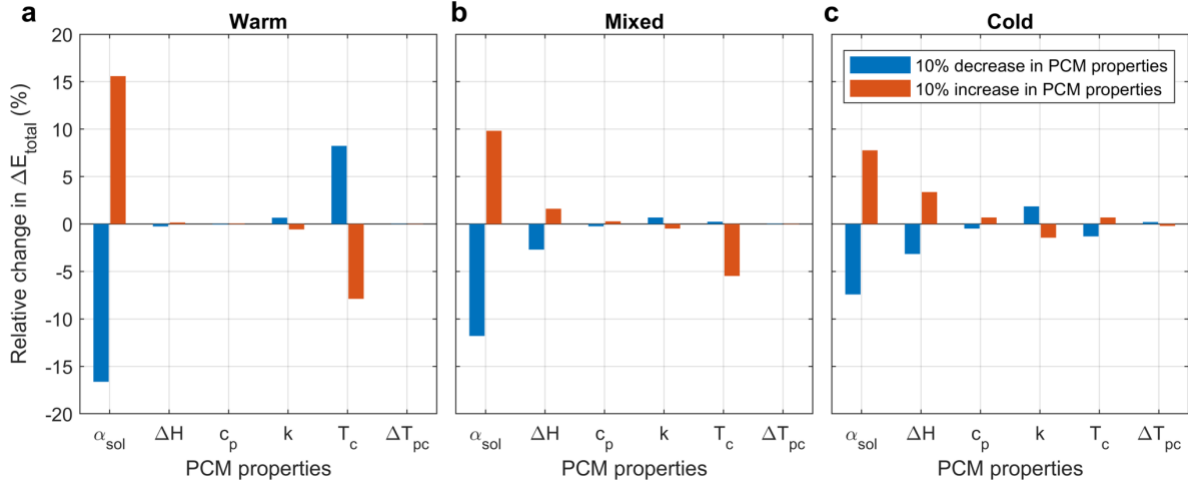 a
Warm
b
Mixed
c
Cold
Relative change in ΔE_total (%)
20
15
10
5
0
-5
-10
-15
-20
10% decrease in PCM properties
10% increase in PCM properties
α_sol ΔH c_p k T_c ΔT_pc
α_sol ΔH c_p k T_c ΔT_pc
α_sol ΔH c_p k T_c ΔT_pc
PCM properties
PCM properties
PCM properties